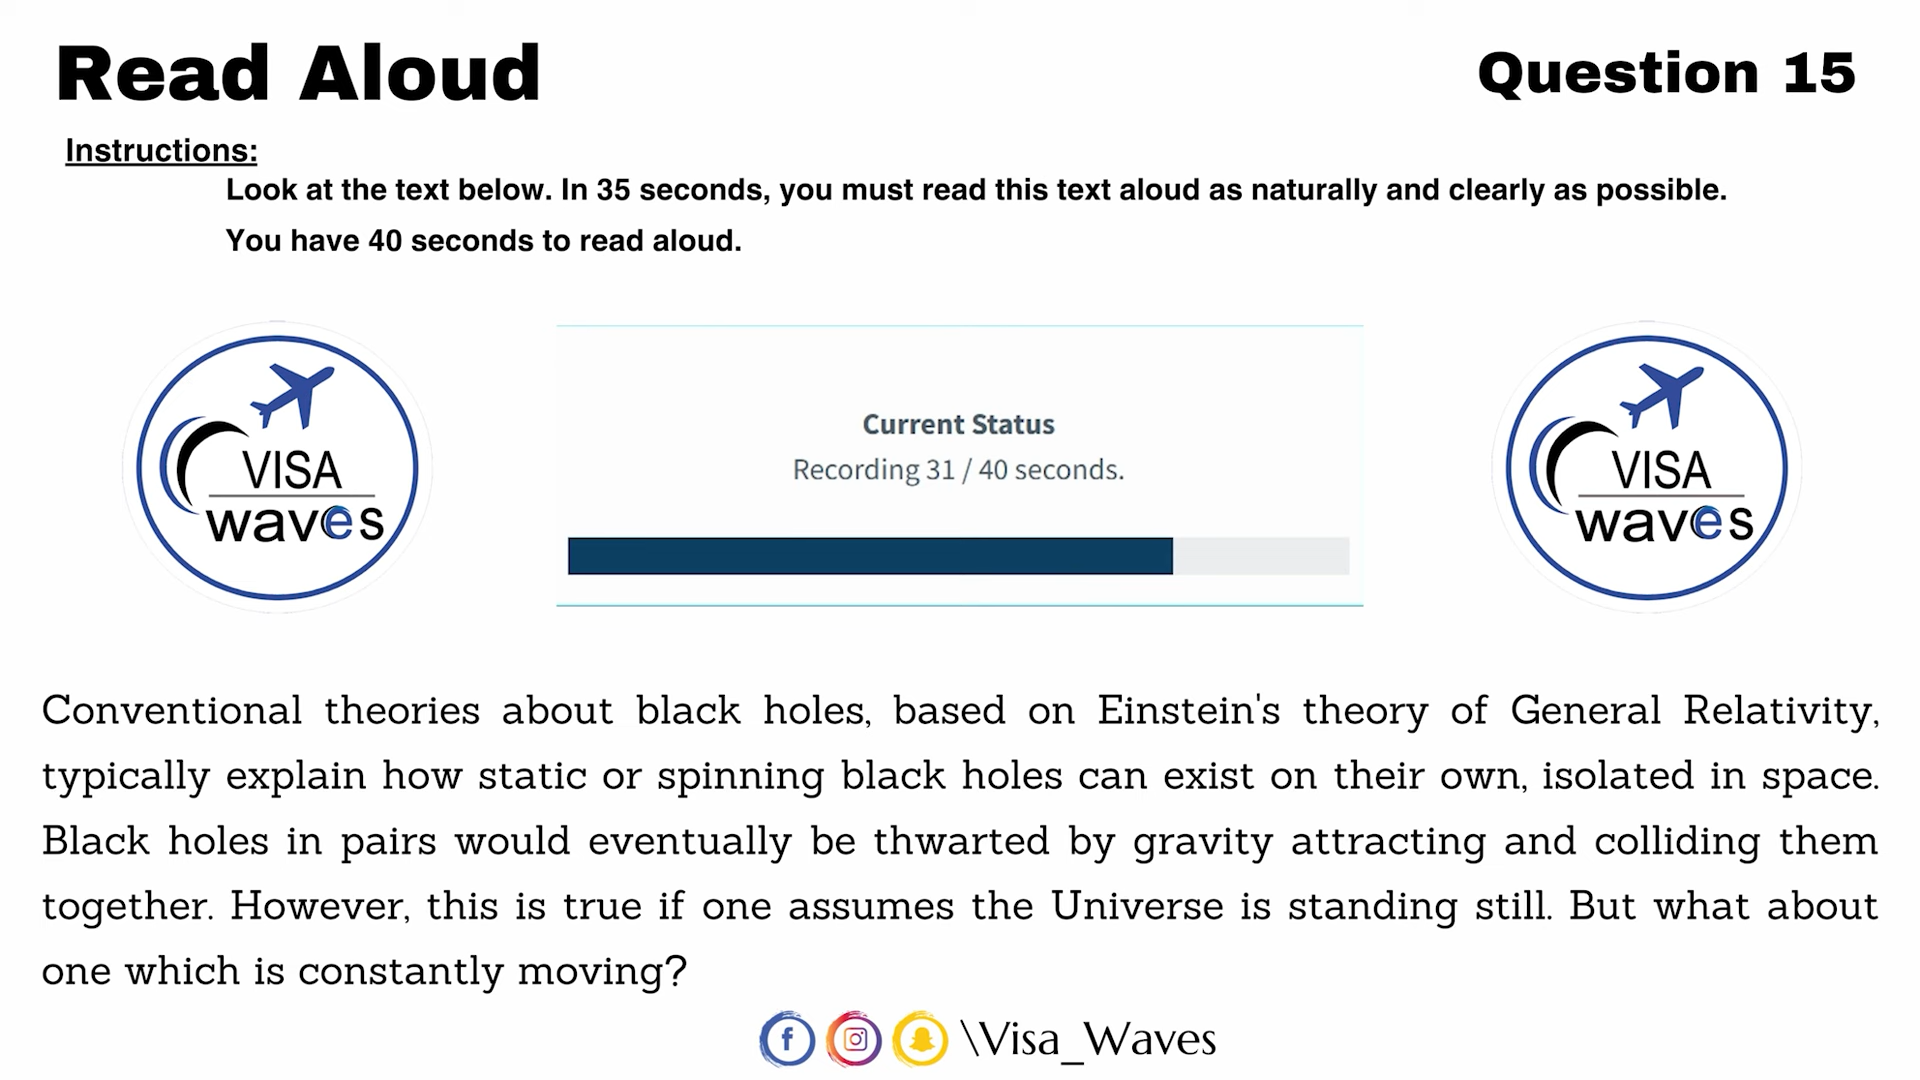 Read Aloud
Question 15
Instructions:
Look at the text below. In 35 seconds, you must read this text aloud as naturally and clearly as possible.
You have 40 seconds to read aloud.
VISA
waves
Current Status
Recording 31 / 40 seconds.
VISA
waves
Conventional theories about black holes, based on Einstein's theory of General Relativity,
typically explain how static or spinning black holes can exist on their own, isolated in space.
Black holes in pairs would eventually be thwarted by gravity attracting and colliding them
together. However, this is true if one assumes the Universe is standing still. But what about
one which is constantly moving?
\Visa_Waves